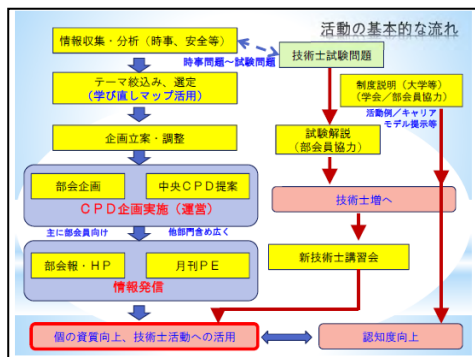 活動の基本的な流れ
情報収集・分析（時事、安全等）
時事問題～試験問題
技術士試験問題
テーマ絞込み、選定
（学び直しマップ活用）
制度説明（大学等）
（学会／部会員協力）
活動例／キャリア
モデル提示等
企画立案・調整
試験解説
（部会員協力）
部会企画
中央ＣＰＤ提案
ＣＰＤ企画実施（運営）
技術士増へ
主に部会員向け
他部門含め広く
部会報・ＨＰ
月刊ＰＥ
情報発信
新技術士講習会
個の資質向上、技術士活動への活用
認知度向上